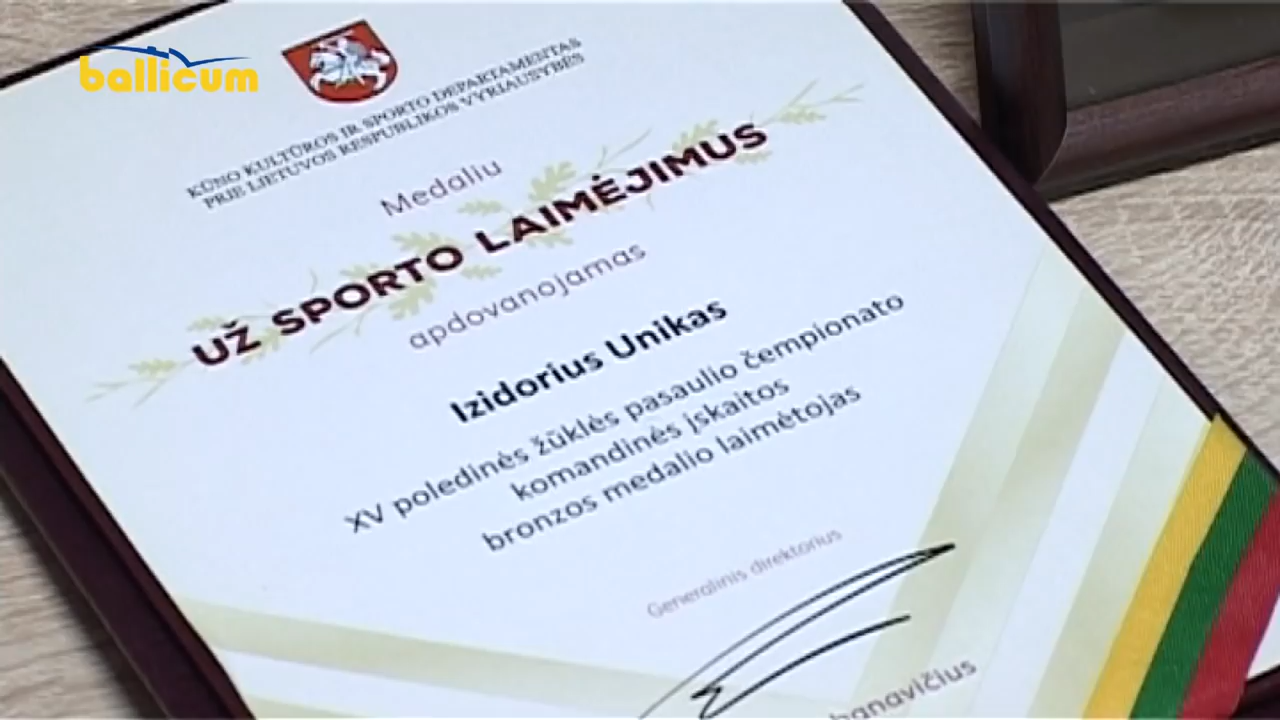 balticum
KŪNO KULTŪROS IR SPORTO DEPARTAMENTAS
PRIE LIETUVOS RESPUBLIKOS VYRIAUSYBĖS
Medaliu
UŽ SPORTO LAIMĖJIMUS
apdovanojamas
Izidorius Unikas
XV poledinės žūklės pasaulio čempionato
komandinės įskaitos
bronzos medalio laimėtojas
Generalinis direktorius